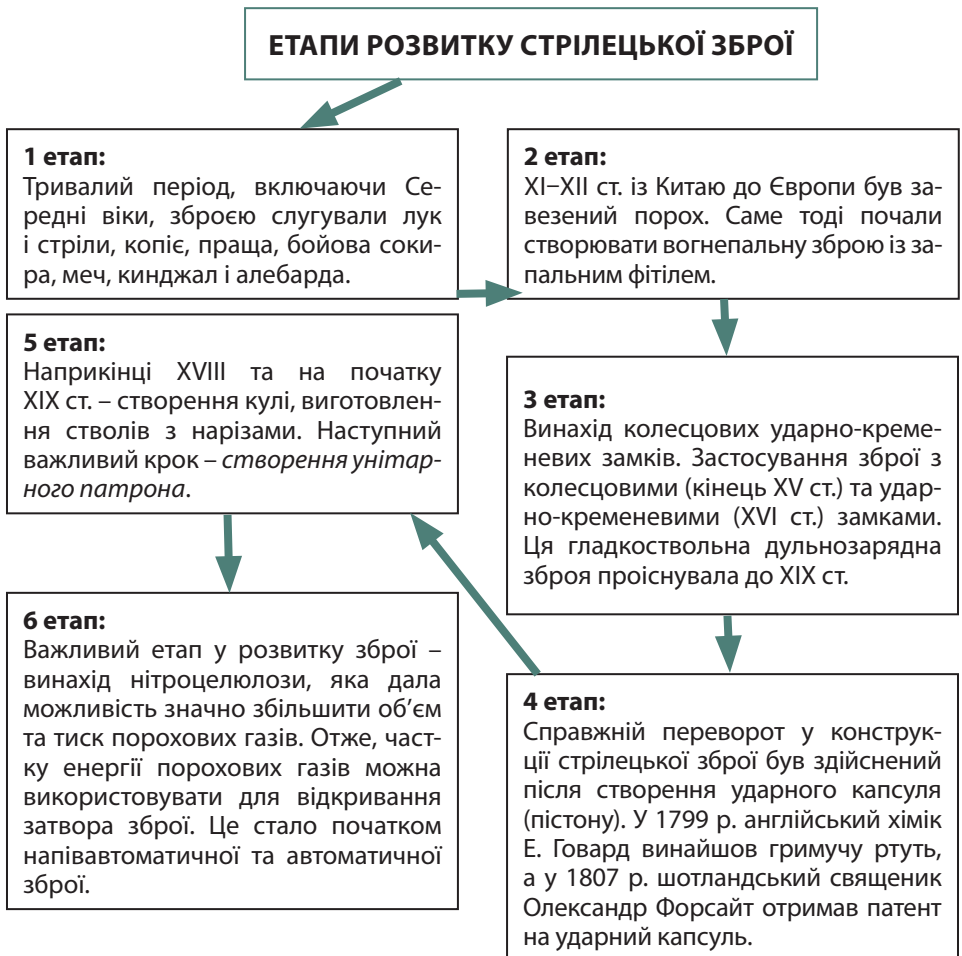 ЕТАПИ РОЗВИТКУ СТРІЛЕЦЬКОЇ ЗБРОЇ
1 етап:
Тривалий період, включаючи Се-
редні віки, зброєю слугували лук
і стріли, копіє, праща, бойова соки-
ра, меч, кинджал і алебарда.
2 етап:
XI–XII ст. із Китаю до Європи був за-
везений порох. Саме тоді почали
створювати вогнепальну зброю із за-
пальним фітілем.
3 етап:
Винахід колесцових ударно-креме-
невих замків. Застосування зброї з
колесцовими (кінець XV ст.) та удар-
но-кременевими (XVI ст.) замками.
Ця гладкоствольна дульнозарядна
зброя проіснувала до XIX ст.
4 етап:
Справжній переворот у конструк-
ції стрілецької зброї був здійснений
після створення ударного капсуля
(пістону). У 1799 р. англійський хімік
Е. Говард винайшов гримучу ртуть,
а у 1807 р. шотландський священик
Олександр Форсайт отримав патент
на ударний капсуль.
5 етап:
Наприкінці XVIII та на початку
XIX ст. – створення кулі, виготовлен-
ня стволів з нарізами. Наступний
важливий крок – створення унітар-
ного патрона.
6 етап:
Важливий етап у розвитку зброї –
винахід нітроцелюлози, яка дала
можливість значно збільшити об’єм
та тиск порохових газів. Отже, част-
ку енергії порохових газів можна
використовувати для відкривання
затвора зброї. Це стало початком
напівавтоматичної та автоматичної
зброї.